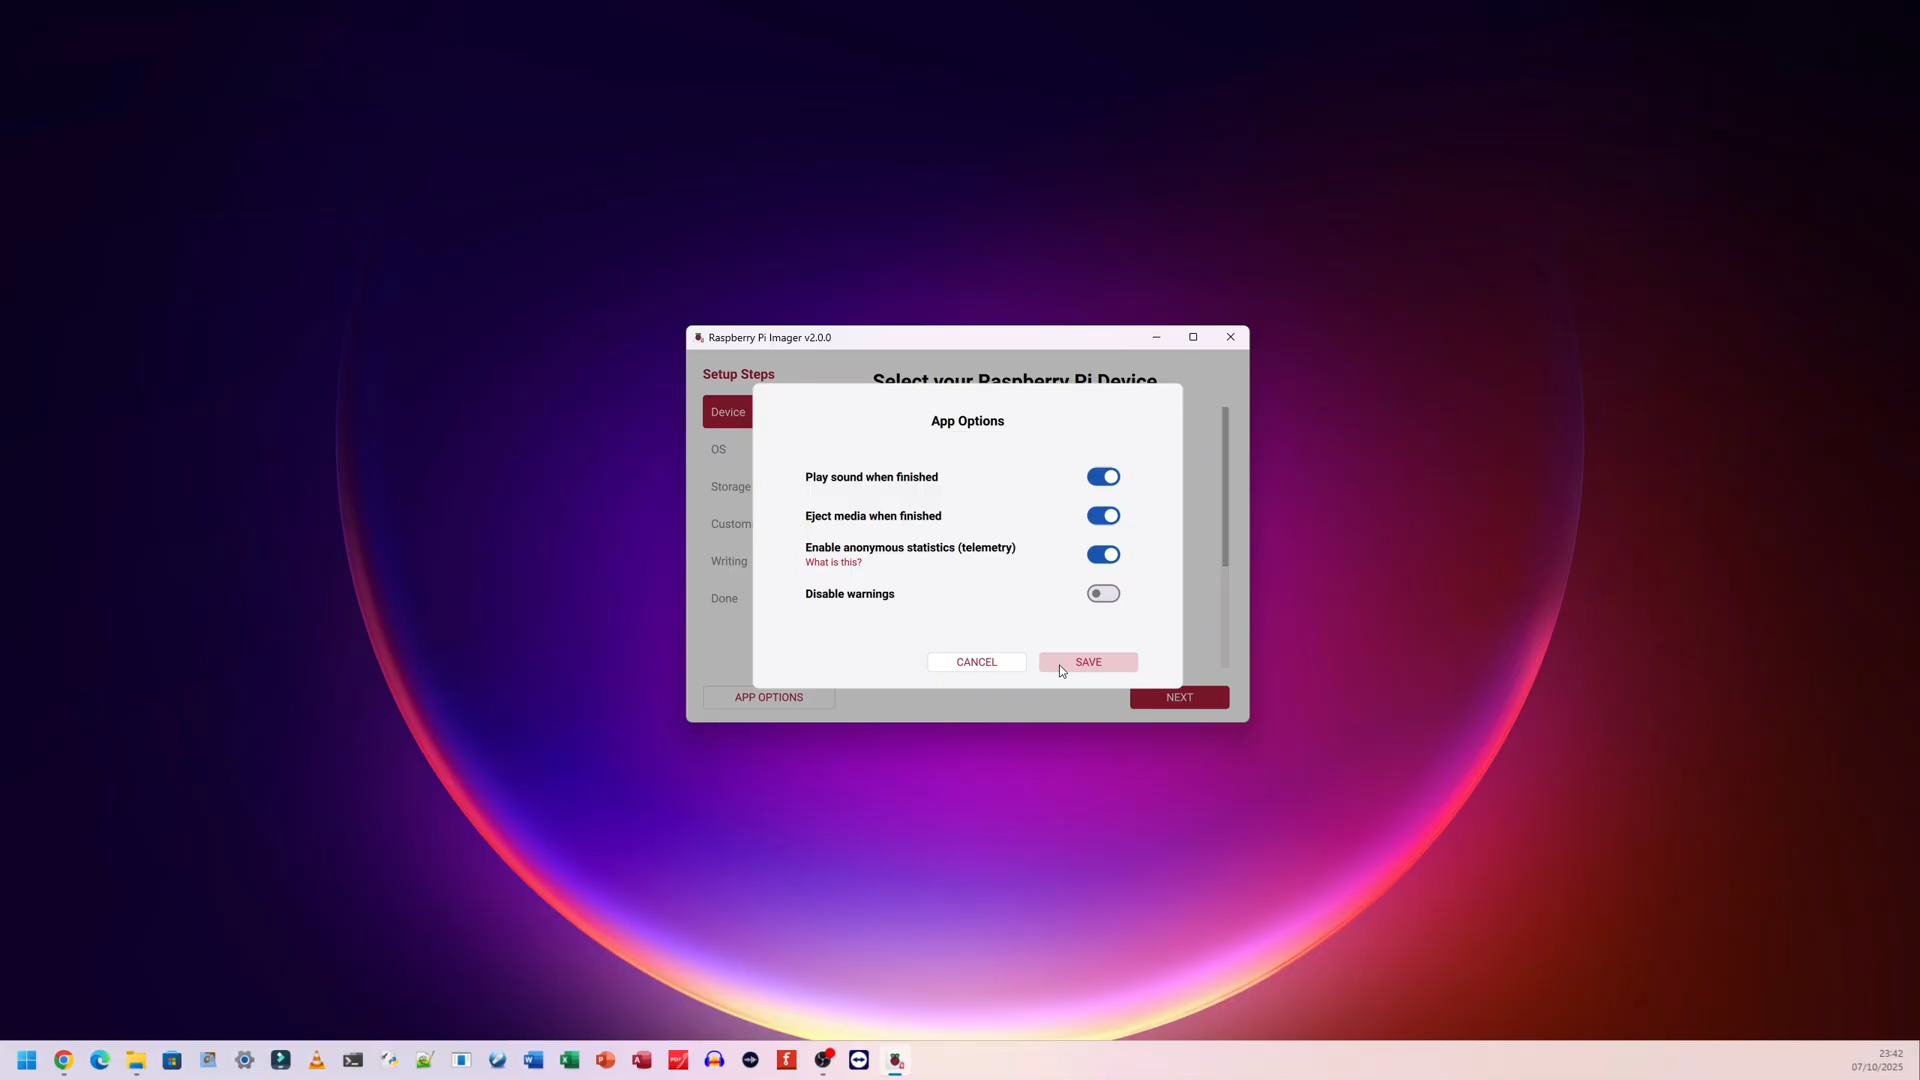 Raspberry Pi Imager v2.0.0
Setup Steps
Select your Raspberry Pi Device
Device
OS
Storage
Custom
Writing
Done
App Options
Play sound when finished
Eject media when finished
Enable anonymous statistics (telemetry)
What is this?
Disable warnings
CANCEL
SAVE
APP OPTIONS
NEXT
23:42
07/10/2025